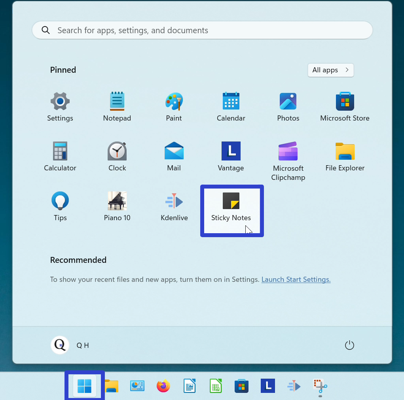 Search for apps, settings, and documents
Pinned
All apps >
Settings Notepad Paint Calendar Photos Microsoft Store
Calculator Clock Mail Vantage Microsoft Clipchamp File Explorer
Tips Piano 10 Kdenlive Sticky Notes
Recommended
To show your recent files and new apps, turn them on in Settings. Launch Start Settings.
Q Q H